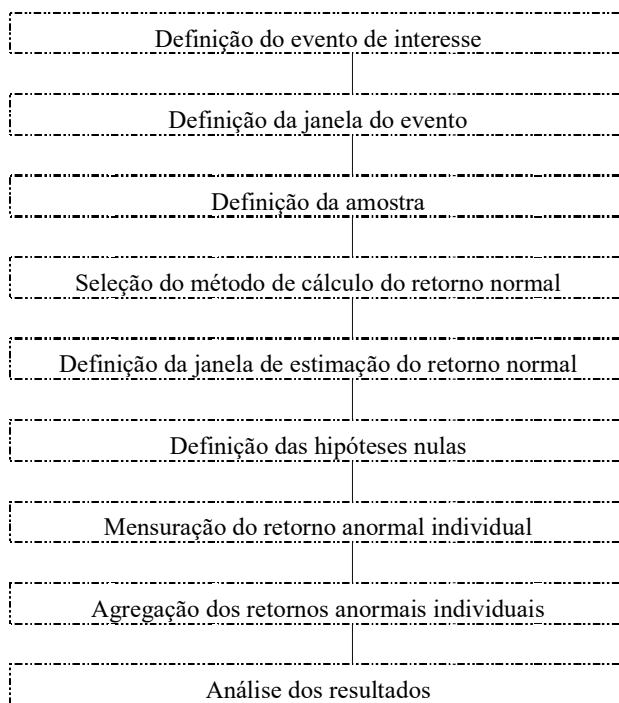 Definição do evento de interesse
Definição da janela do evento
Definição da amostra
Seleção do método de cálculo do retorno normal
Definição da janela de estimação do retorno normal
Definição das hipóteses nulas
Mensuração do retorno anormal individual
Agregação dos retornos anormais individuais
Análise dos resultados